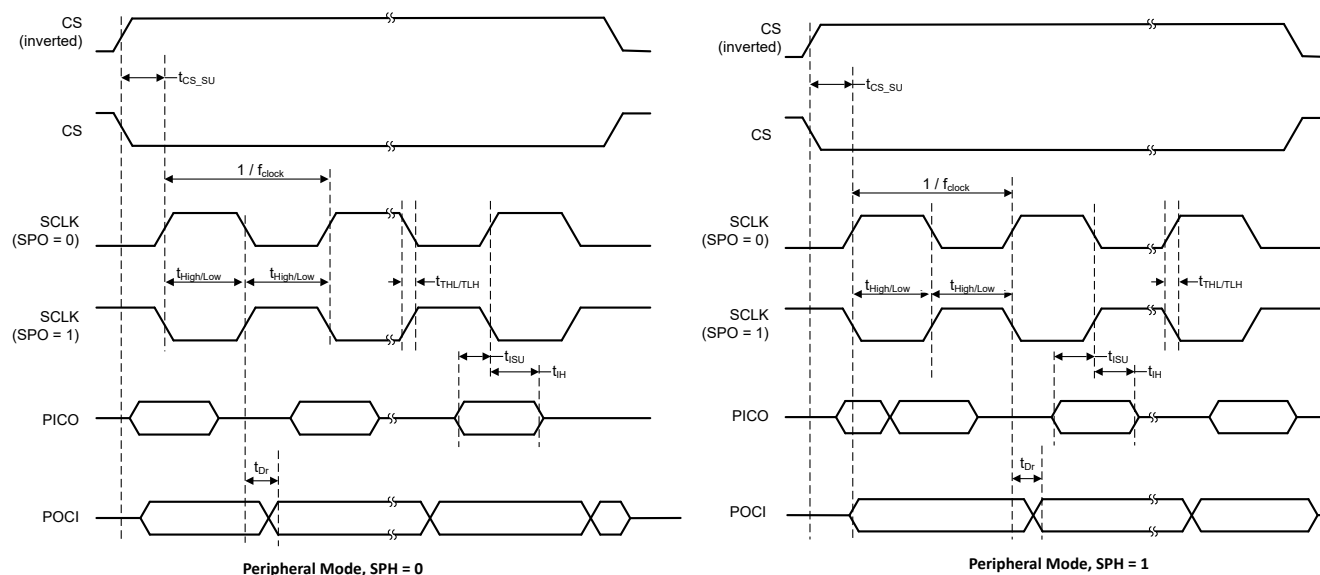 CS
(inverted)
t_CS_SU
CS
1 / f_clock
SCLK
(SPO = 0)
t_High/Low
t_High/Low
t_THL/TLH
SCLK
(SPO = 1)
t_ISU
t_IH
PICO
t_Dr
POCI
Peripheral Mode, SPH = 0
CS
(inverted)
t_CS_SU
CS
1 / f_clock
SCLK
(SPO = 0)
t_High/Low
t_High/Low
t_THL/TLH
SCLK
(SPO = 1)
t_ISU
t_IH
PICO
t_Dr
POCI
Peripheral Mode, SPH = 1